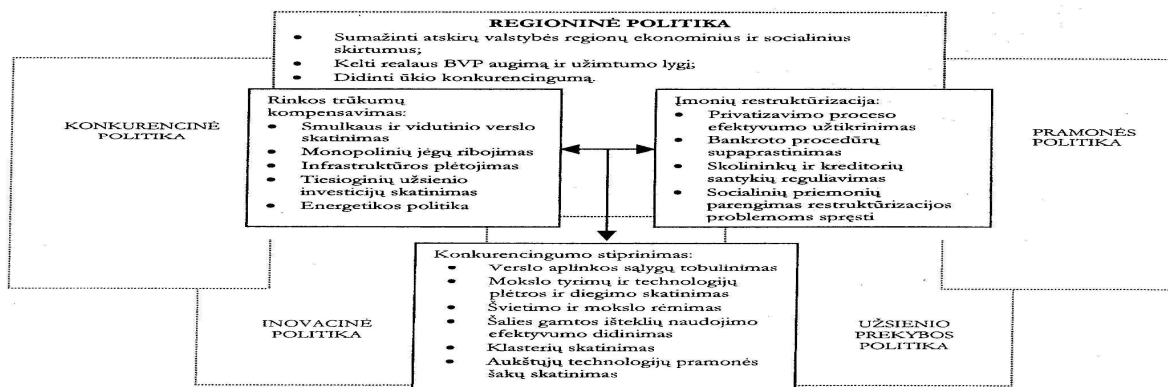 REGIONINĖ POLITIKA
• Sumažinti atskirų valstybės regionų ekonominius ir socialinius
skirtumus;
• Kelti realaus BVP augimą ir užimtumo lygį;
• Didinti ūkio konkurencingumą.
KONKURENCINĖ
POLITIKA
Rinkos trūkumų
kompensavimas:
• Smulkaus ir vidutinio verslo
skatinimas
• Monopolinių jėgų ribojimas
• Infrastruktūros plėtojimas
• Tiesioginių užsienio
investicijų skatinimas
• Energetikos politika
Įmonių restruktūrizacija:
• Privatizavimo proceso
efektyvumo užtikrinimas
• Bankroto procedūrų
supaprastinimas
• Skolininkų ir kreditorių
santykių reguliavimas
• Socialinių priemonių
parengimas restruktūrizacijos
problemoms spręsti
PRAMONĖS
POLITIKA
INOVACINĖ
POLITIKA
Konkurencingumo stiprinimas:
• Verslo aplinkos sąlygų tobulinimas
• Mokslo tyrimų ir technologijų
plėtros ir diegimo skatinimas
• Švietimo ir mokslo rėmimas
• Šalies gamtos išteklių naudojimo
efektyvumo didinimas
• Klasterių skatinimas
• Aukštųjų technologijų pramonės
šakų skatinimas
UŽSIENIO
PREKYBOS
POLITIKA